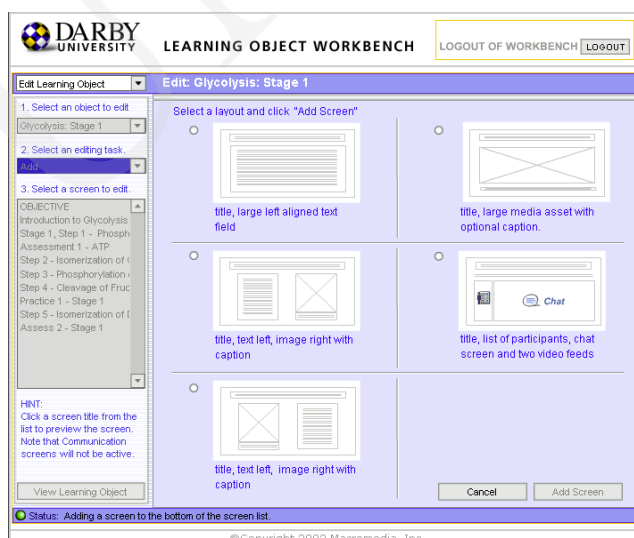 DARBY
UNIVERSITY
LEARNING OBJECT WORKBENCH
LOGOUT OF WORKBENCH LOGOUT
Edit Learning Object
Edit: Glycolysis: Stage 1
1. Select an object to edit
Glycolysis: Stage 1
2. Select an editing task.
Add
3. Select a screen to edit.
OBJECTIVE
Introduction to Glycolysis
Stage 1, Step 1 - Phosph
Assessment 1 - ATP
Step 2 - Isomerization of
Step 3 - Phosphorylation
Step 4 - Cleavage of Fruc
Practice 1 - Stage 1
Step 5 - Isomerization of
Assess 2 - Stage 1
HINT:
Click a screen title from the
list to preview the screen.
Note that Communication
screens will not be active.
View Learning Object
Select a layout and click "Add Screen"
title, large left aligned text
field
title, large media asset with
optional caption.
title, text left, image right with
caption
Chat
title, list of participants, chat
screen and two video feeds
title, text left, image right with
caption
Cancel
Add Screen
Status: Adding a screen to the bottom of the screen list.
©Copyright 2002 Macromedia, Inc.